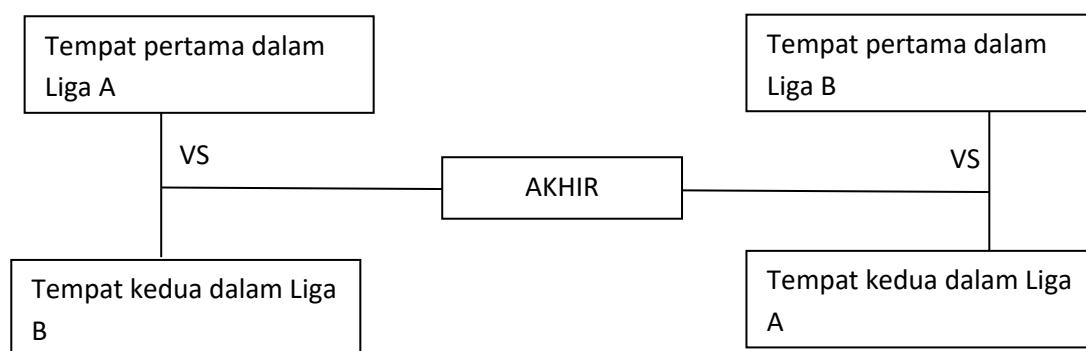 Tempat pertama dalam
Liga A
Tempat pertama dalam
Liga B
VS
VS
AKHIR
Tempat kedua dalam Liga
B
Tempat kedua dalam Liga
A